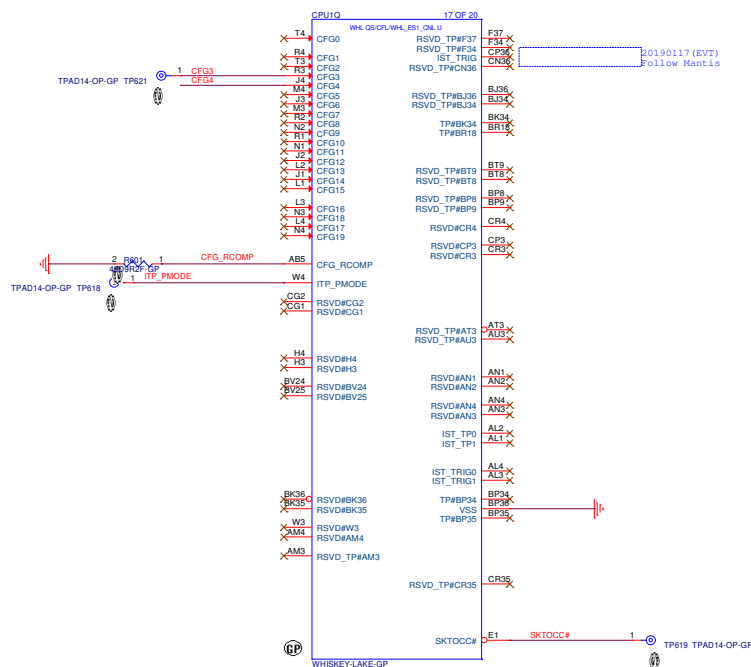 CPU1Q 17 OF 20
WHL QS/CFL/WHL_ES1_CNL U
T4 CFG0
R4 CFG1
T3 CFG2
TPAD14-OP-GP TP621 1 CFG3 R3 CFG3
CFG4 J4 CFG4
M4 CFG5
J3 CFG6
M3 CFG7
R2 CFG8
N2 CFG9
R1 CFG10
N1 CFG11
J2 CFG12
L2 CFG13
J1 CFG14
L1 CFG15
L3 CFG16
N3 CFG18
L4 CFG17
N4 CFG19
2 R601 1 CFG_RCOMP AB5 CFG_RCOMP
49D9R2F-GP
TPAD14-OP-GP TP618 1 ITP_PMODE W4 ITP_PMODE
CG2 RSVD#CG2
CG1 RSVD#CG1
H4 RSVD#H4
H3 RSVD#H3
BV24 RSVD#BV24
BV25 RSVD#BV25
BK36 RSVD#BK36
BK35 RSVD#BK35
W3 RSVD#W3
AM4 RSVD#AM4
AM3 RSVD_TP#AM3
RSVD_TP#F37 F37
RSVD_TP#F34 F34
IST_TRIG CP36
RSVD_TP#CN36 CN36
20190117(EVT)
Follow Mantis
RSVD_TP#BJ36 BJ36
RSVD_TP#BJ34 BJ34
TP#BK34 BK34
TP#BR18 BR18
RSVD_TP#BT9 BT9
RSVD_TP#BT8 BT8
RSVD_TP#BP8 BP8
RSVD_TP#BP9 BP9
RSVD#CR4 CR4
RSVD#CP3 CP3
RSVD#CR3 CR3
RSVD_TP#AT3 AT3
RSVD_TP#AU3 AU3
RSVD#AN1 AN1
RSVD#AN2 AN2
RSVD#AN4 AN4
RSVD#AN3 AN3
IST_TP0 AL2
IST_TP1 AL1
IST_TRIG0 AL4
IST_TRIG1 AL3
TP#BP34 BP34
VSS BP36
TP#BP35 BP35
RSVD_TP#CR35 CR35
SKTOCC# E1 SKTOCC# 1 TP619 TPAD14-OP-GP
GP
WHISKEY-LAKE-GP